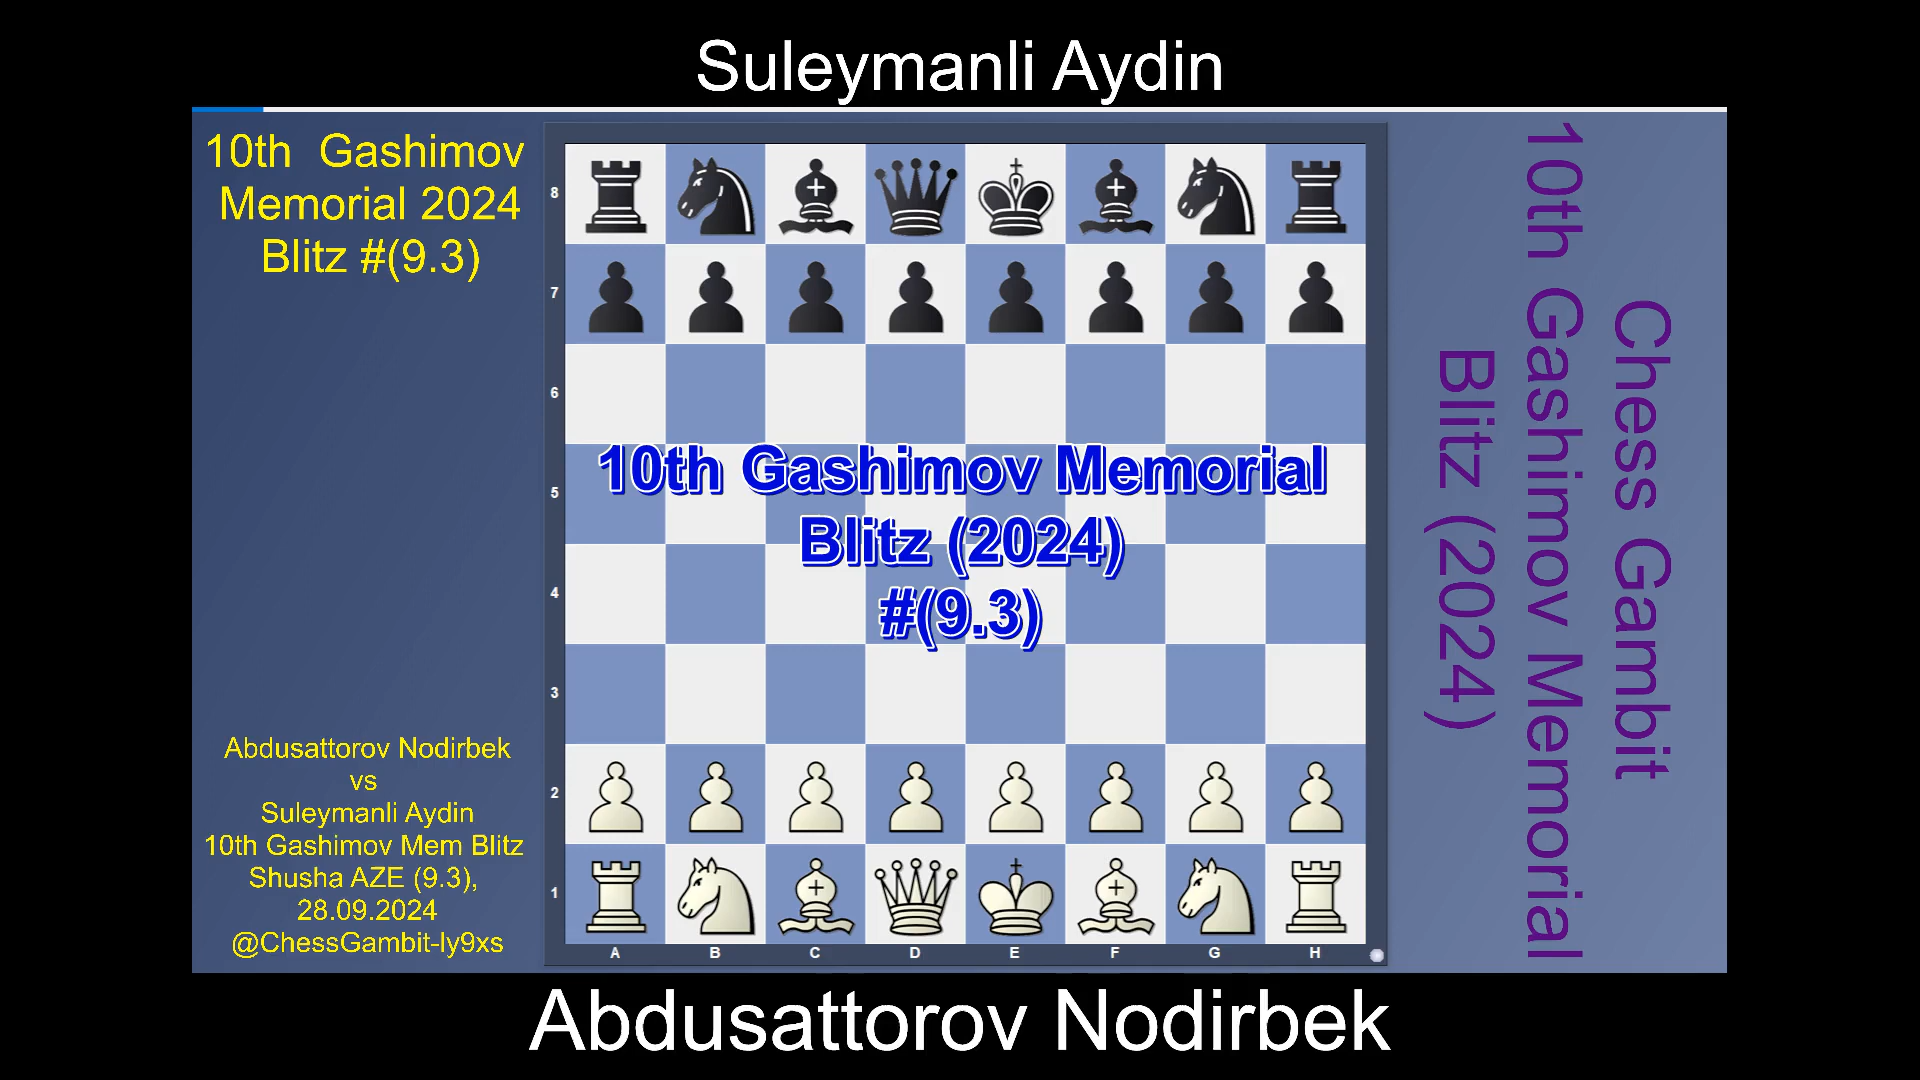 Suleymanli Aydin
10th Gashimov
Memorial 2024
Blitz #(9.3)
8
7
6
5
4
3
2
1
10th Gashimov Memorial
Blitz (2024)
#(9.3)
A B C D E F G H
Abdusattorov Nodirbek
vs
Suleymanli Aydin
10th Gashimov Mem Blitz
Shusha AZE (9.3),
28.09.2024
@ChessGambit-ly9xs
Chess Gambit
10th Gashimov Memorial
Blitz (2024)
Abdusattorov Nodirbek